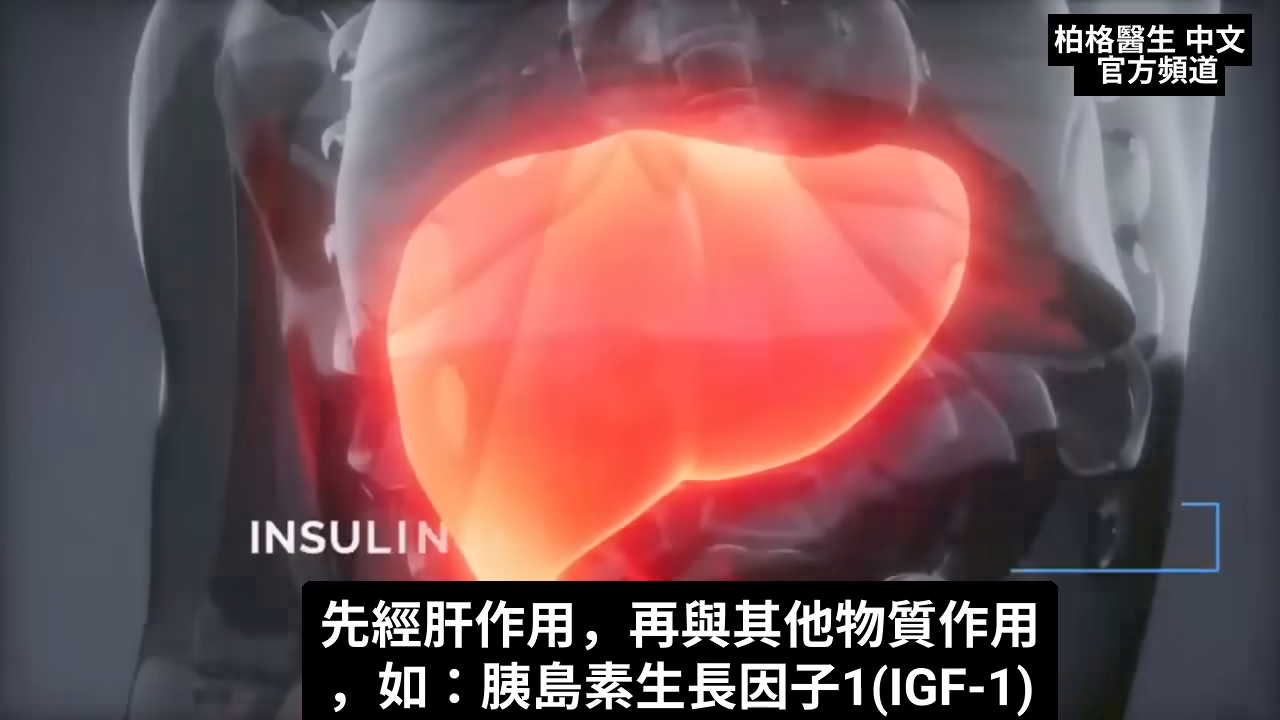 柏格醫生 中文
官方頻道
INSULIN
先經肝作用，再與其他物質作用
，如：胰島素生長因子1(IGF-1)